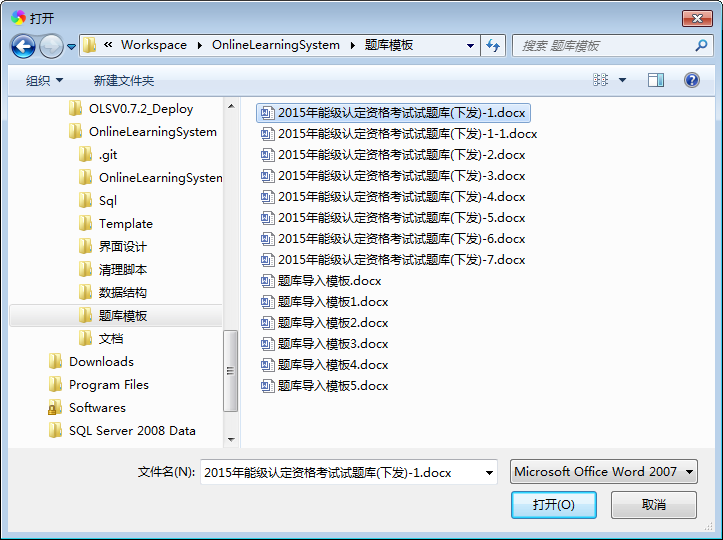 打开
« Workspace OnlineLearningSystem 题库模板
搜索 题库模板
组织 新建文件夹
OLSV0.7.2_Deploy
OnlineLearningSystem
.git
OnlineLearningSystem
Sql
Template
界面设计
清理脚本
数据结构
题库模板
文档
Downloads
Program Files
Softwares
SQL Server 2008 Data
2015年能级认定资格考试试题库(下发)-1.docx
2015年能级认定资格考试试题库(下发)-1-1.docx
2015年能级认定资格考试试题库(下发)-2.docx
2015年能级认定资格考试试题库(下发)-3.docx
2015年能级认定资格考试试题库(下发)-4.docx
2015年能级认定资格考试试题库(下发)-5.docx
2015年能级认定资格考试试题库(下发)-6.docx
2015年能级认定资格考试试题库(下发)-7.docx
题库导入模板.docx
题库导入模板1.docx
题库导入模板2.docx
题库导入模板3.docx
题库导入模板4.docx
题库导入模板5.docx
文件名(N): 2015年能级认定资格考试试题库(下发)-1.docx
Microsoft Office Word 2007
打开(O) 取消